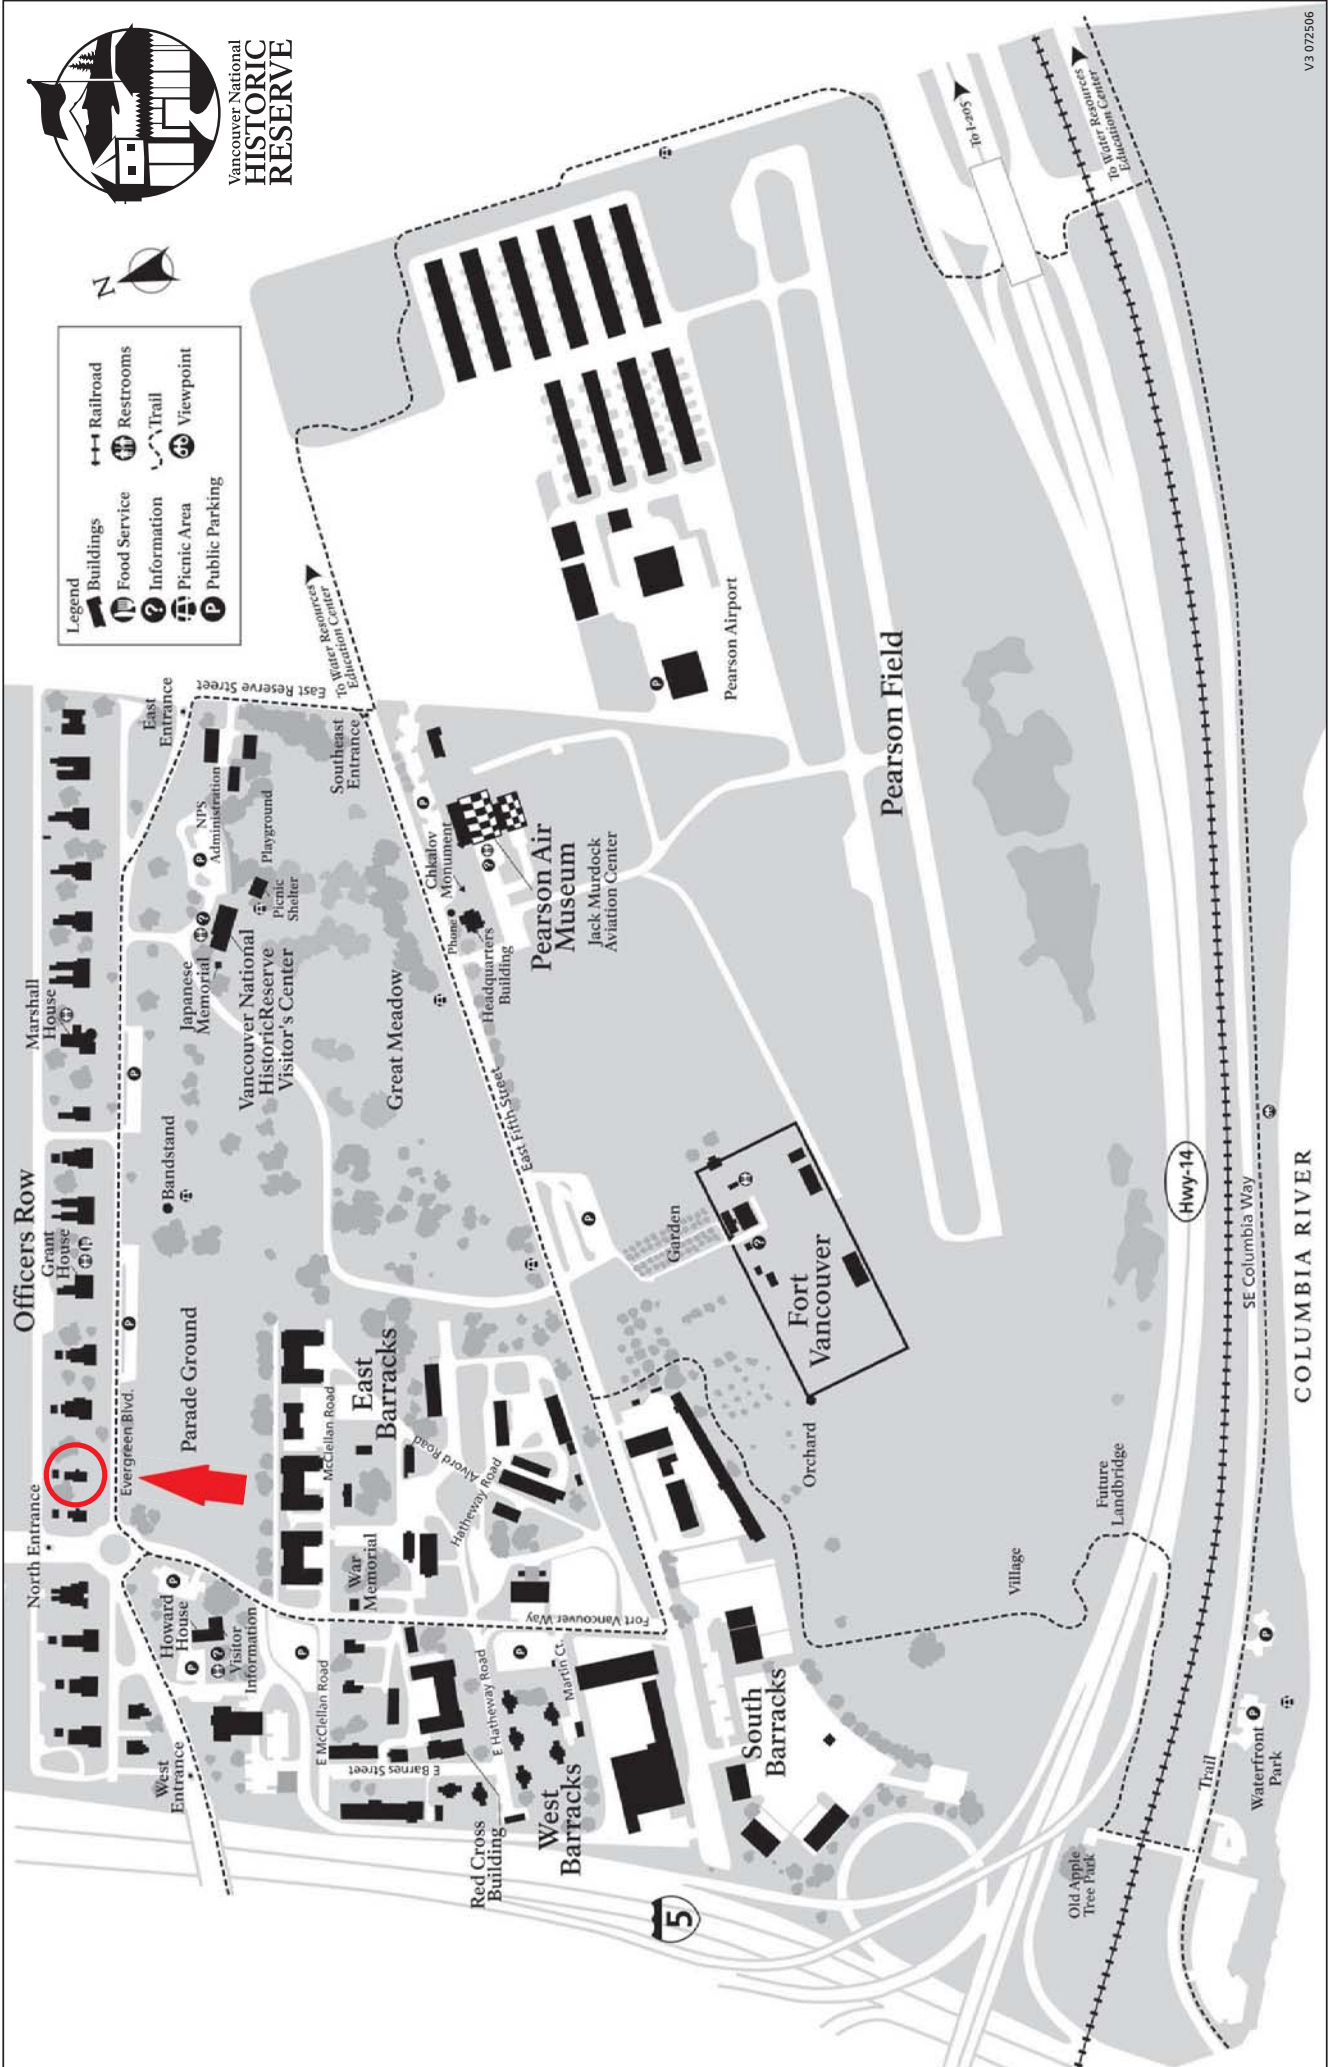 Vancouver National
HISTORIC
RESERVE
N
Legend
Buildings
Food Service
Information
Picnic Area
Public Parking
Railroad
Restrooms
Trail
Viewpoint
Officers Row
North Entrance
Grant
House
Marshall
House
Evergreen Blvd.
Parade Ground
Bandstand
East
Entrance
East Reserve Street
NPS
Administration
Playground
Picnic
Shelter
Japanese
Memorial
Vancouver National
HistoricReserve
Visitor's Center
Great Meadow
Southeast
Entrance
To Water Resources
Education Center
West
Entrance
Howard
House
Visitor
Information
E McClellan Road
McClellan Road
War
Memorial
East
Barracks
Alvord Road
Hatheway Road
Fort Vancouver Way
E Barnes Street
E Hatheway Road
Martin Ct.
Red Cross
Building
West
Barracks
East Fifth Street
Phone
Chkalov
Monument
Headquarters
Building
Pearson Air
Museum
Jack Murdock
Aviation Center
Pearson Airport
Pearson Field
Garden
Fort
Vancouver
Orchard
South
Barracks
Village
Future
Landbridge
5
Old Apple
Tree Park
Trail
Waterfront
Park
Hwy-14
SE Columbia Way
COLUMBIA RIVER
To I-205
To Water Resources
Education Center
V3 072506